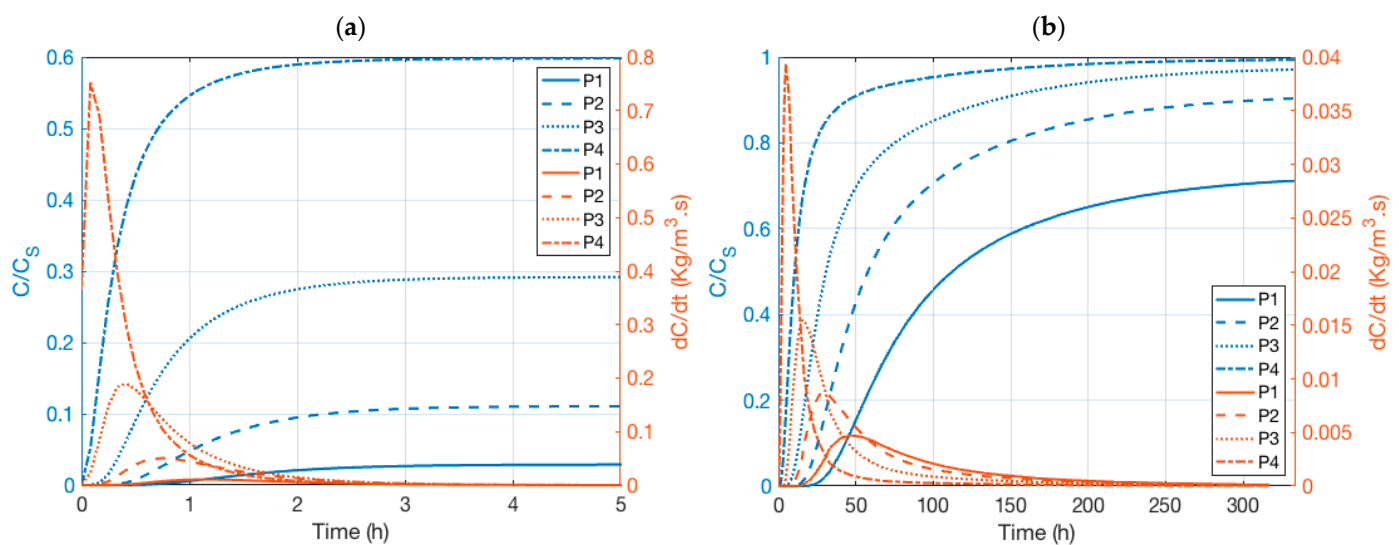 (a)
0.6
0.5
0.4
0.3
0.2
0.1
0
C/CS
0
1
2
3
4
5
Time (h)
0.8
0.7
0.6
0.5
0.4
0.3
0.2
0.1
0
dC/dt (Kg/m³.s)
P1
P2
P3
P4
P1
P2
P3
P4
(b)
1
0.8
0.6
0.4
0.2
0
C/CS
0
50
100
150
200
250
300
Time (h)
0.04
0.035
0.03
0.025
0.02
0.015
0.01
0.005
0
dC/dt (Kg/m³.s)
P1
P2
P3
P4
P1
P2
P3
P4